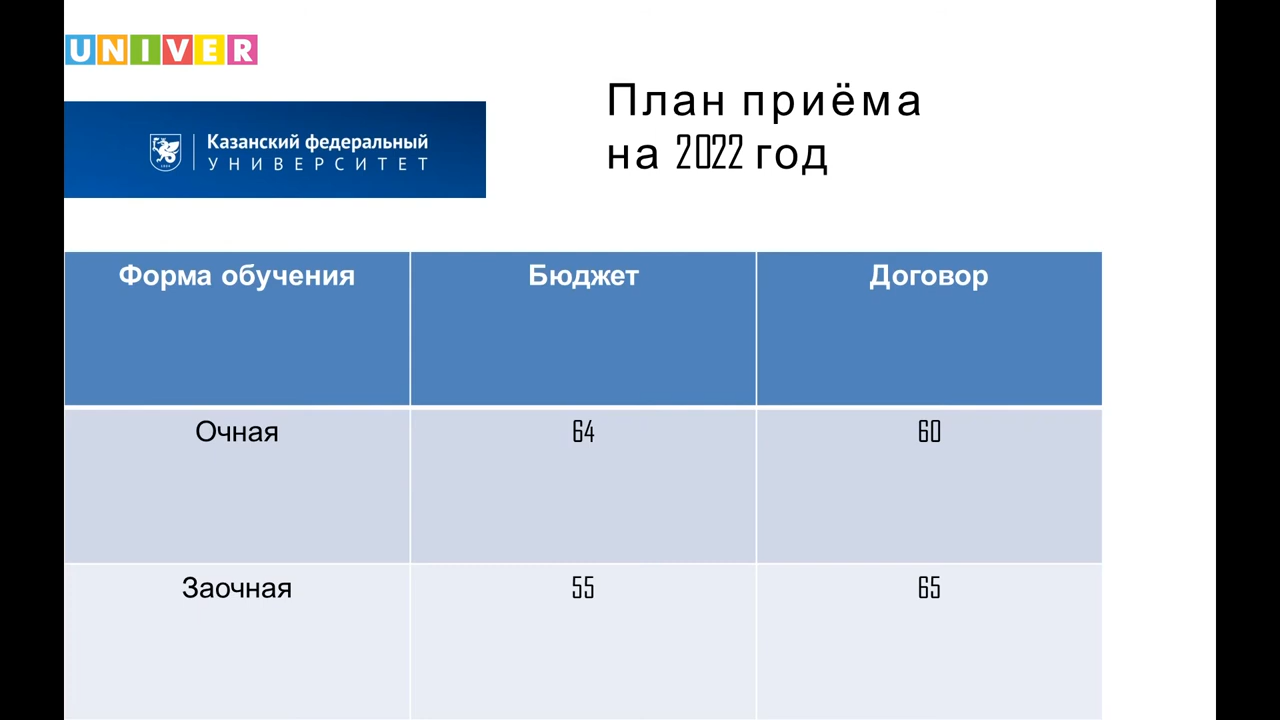 UNIVER
План приёма
на 2022 год
Казанский федеральный
УНИВЕРСИТЕТ
Форма обучения Бюджет Договор
Очная 64 60
Заочная 55 65